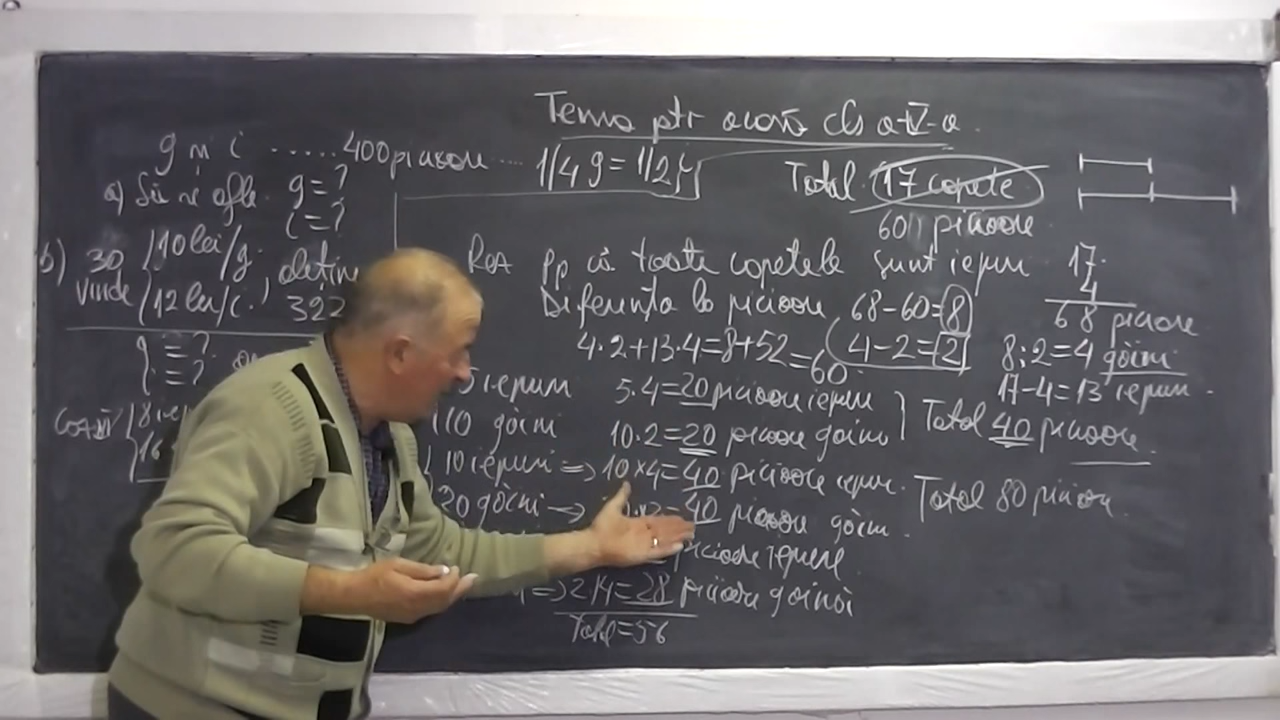 Tema ptr acasă cls a-V-a
g și i ..... 400 picioare ....
1/4 g = 1/2 i
Total 17 capete
60 picioare
a) Să se afle g = ?
i = ?
b) 30 10 lei/g.
vinde 12 lei/i.
392
g = ?
i = ?
Rez Pp că toate capetele sunt iepuri
17.
4
68 picioare
Diferența la picioare 68-60=8
4·2+13·4=8+52=60
4-2=2
8:2=4 găini
17-4=13 iepuri
5 iepuri 5·4=20 picioare iepuri
10 găini 10·2=20 picioare găini
Total 40 picioare
10 iepuri => 10×4=40 picioare iepuri
20 găini => 40 picioare găini
Total 80 picioare
picioare iepure
=> 2·14=28 picioare găini
Total=56